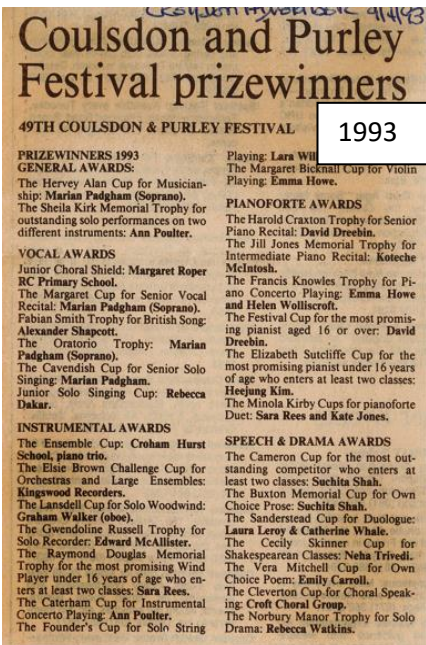 Croydon Advertiser 9/4/93
Coulsdon and Purley
Festival prizewinners
1993
49TH COULSDON & PURLEY FESTIVAL
PRIZEWINNERS 1993
GENERAL AWARDS:
The Hervey Alan Cup for Musician-
ship: Marian Padgham (Soprano).
The Sheila Kirk Memorial Trophy for
outstanding solo performances on two
different instruments: Ann Poulter.
VOCAL AWARDS
Junior Choral Shield: Margaret Roper
RC Primary School.
The Margaret Cup for Senior Vocal
Recital: Marian Padgham (Soprano).
Fabian Smith Trophy for British Song:
Alexander Shapcott.
The Oratorio Trophy: Marian
Padgham (Soprano).
The Cavendish Cup for Senior Solo
Singing: Marian Padgham.
Junior Solo Singing Cup: Rebecca
Dakar.
INSTRUMENTAL AWARDS
The Ensemble Cup: Croham Hurst
School, piano trio.
The Elsie Brown Challenge Cup for
Orchestras and Large Ensembles:
Kingswood Recorders.
The Lansdell Cup for Solo Woodwind:
Graham Walker (oboe).
The Gwendoline Russell Trophy for
Solo Recorder: Edward McAllister.
The Raymond Douglas Memorial
Trophy for the most promising Wind
Player under 16 years of age who en-
ters at least two classes: Sara Rees.
The Caterham Cup for Instrumental
Concerto Playing: Ann Poulter.
The Founder's Cup for Solo String
Playing: Lara
The Margaret Bicknall Cup for Violin
Playing: Emma Howe.
PIANOFORTE AWARDS
The Harold Craxton Trophy for Senior
Piano Recital: David Dreebin.
The Jill Jones Memorial Trophy for
Intermediate Piano Recital: Koteche
McIntosh.
The Francis Knowles Trophy for Pi-
ano Concerto Playing: Emma Howe
and Helen Wolliscroft.
The Festival Cup for the most promis-
ing pianist aged 16 or over: David
Dreebin.
The Elizabeth Sutcliffe Cup for the
most promising pianist under 16 years
of age who enters at least two classes:
Heejung Kim.
The Minola Kirby Cups for pianoforte
Duet: Sara Rees and Kate Jones.
SPEECH & DRAMA AWARDS
The Cameron Cup for the most out-
standing competitor who enters at
least two classes: Suchita Shah.
The Buxton Memorial Cup for Own
Choice Prose: Suchita Shah.
The Sanderstead Cup for Duologue:
Laura Leroy & Catherine Whale.
The Cecily Skinner Cup for
Shakespearean Classes: Neha Trivedi.
The Vera Mitchell Cup for Own
Choice Poem: Emily Carroll.
The Cleverton Cup for Choral Speak-
ing: Croft Choral Group.
The Norbury Manor Trophy for Solo
Drama: Rebecca Watkins.